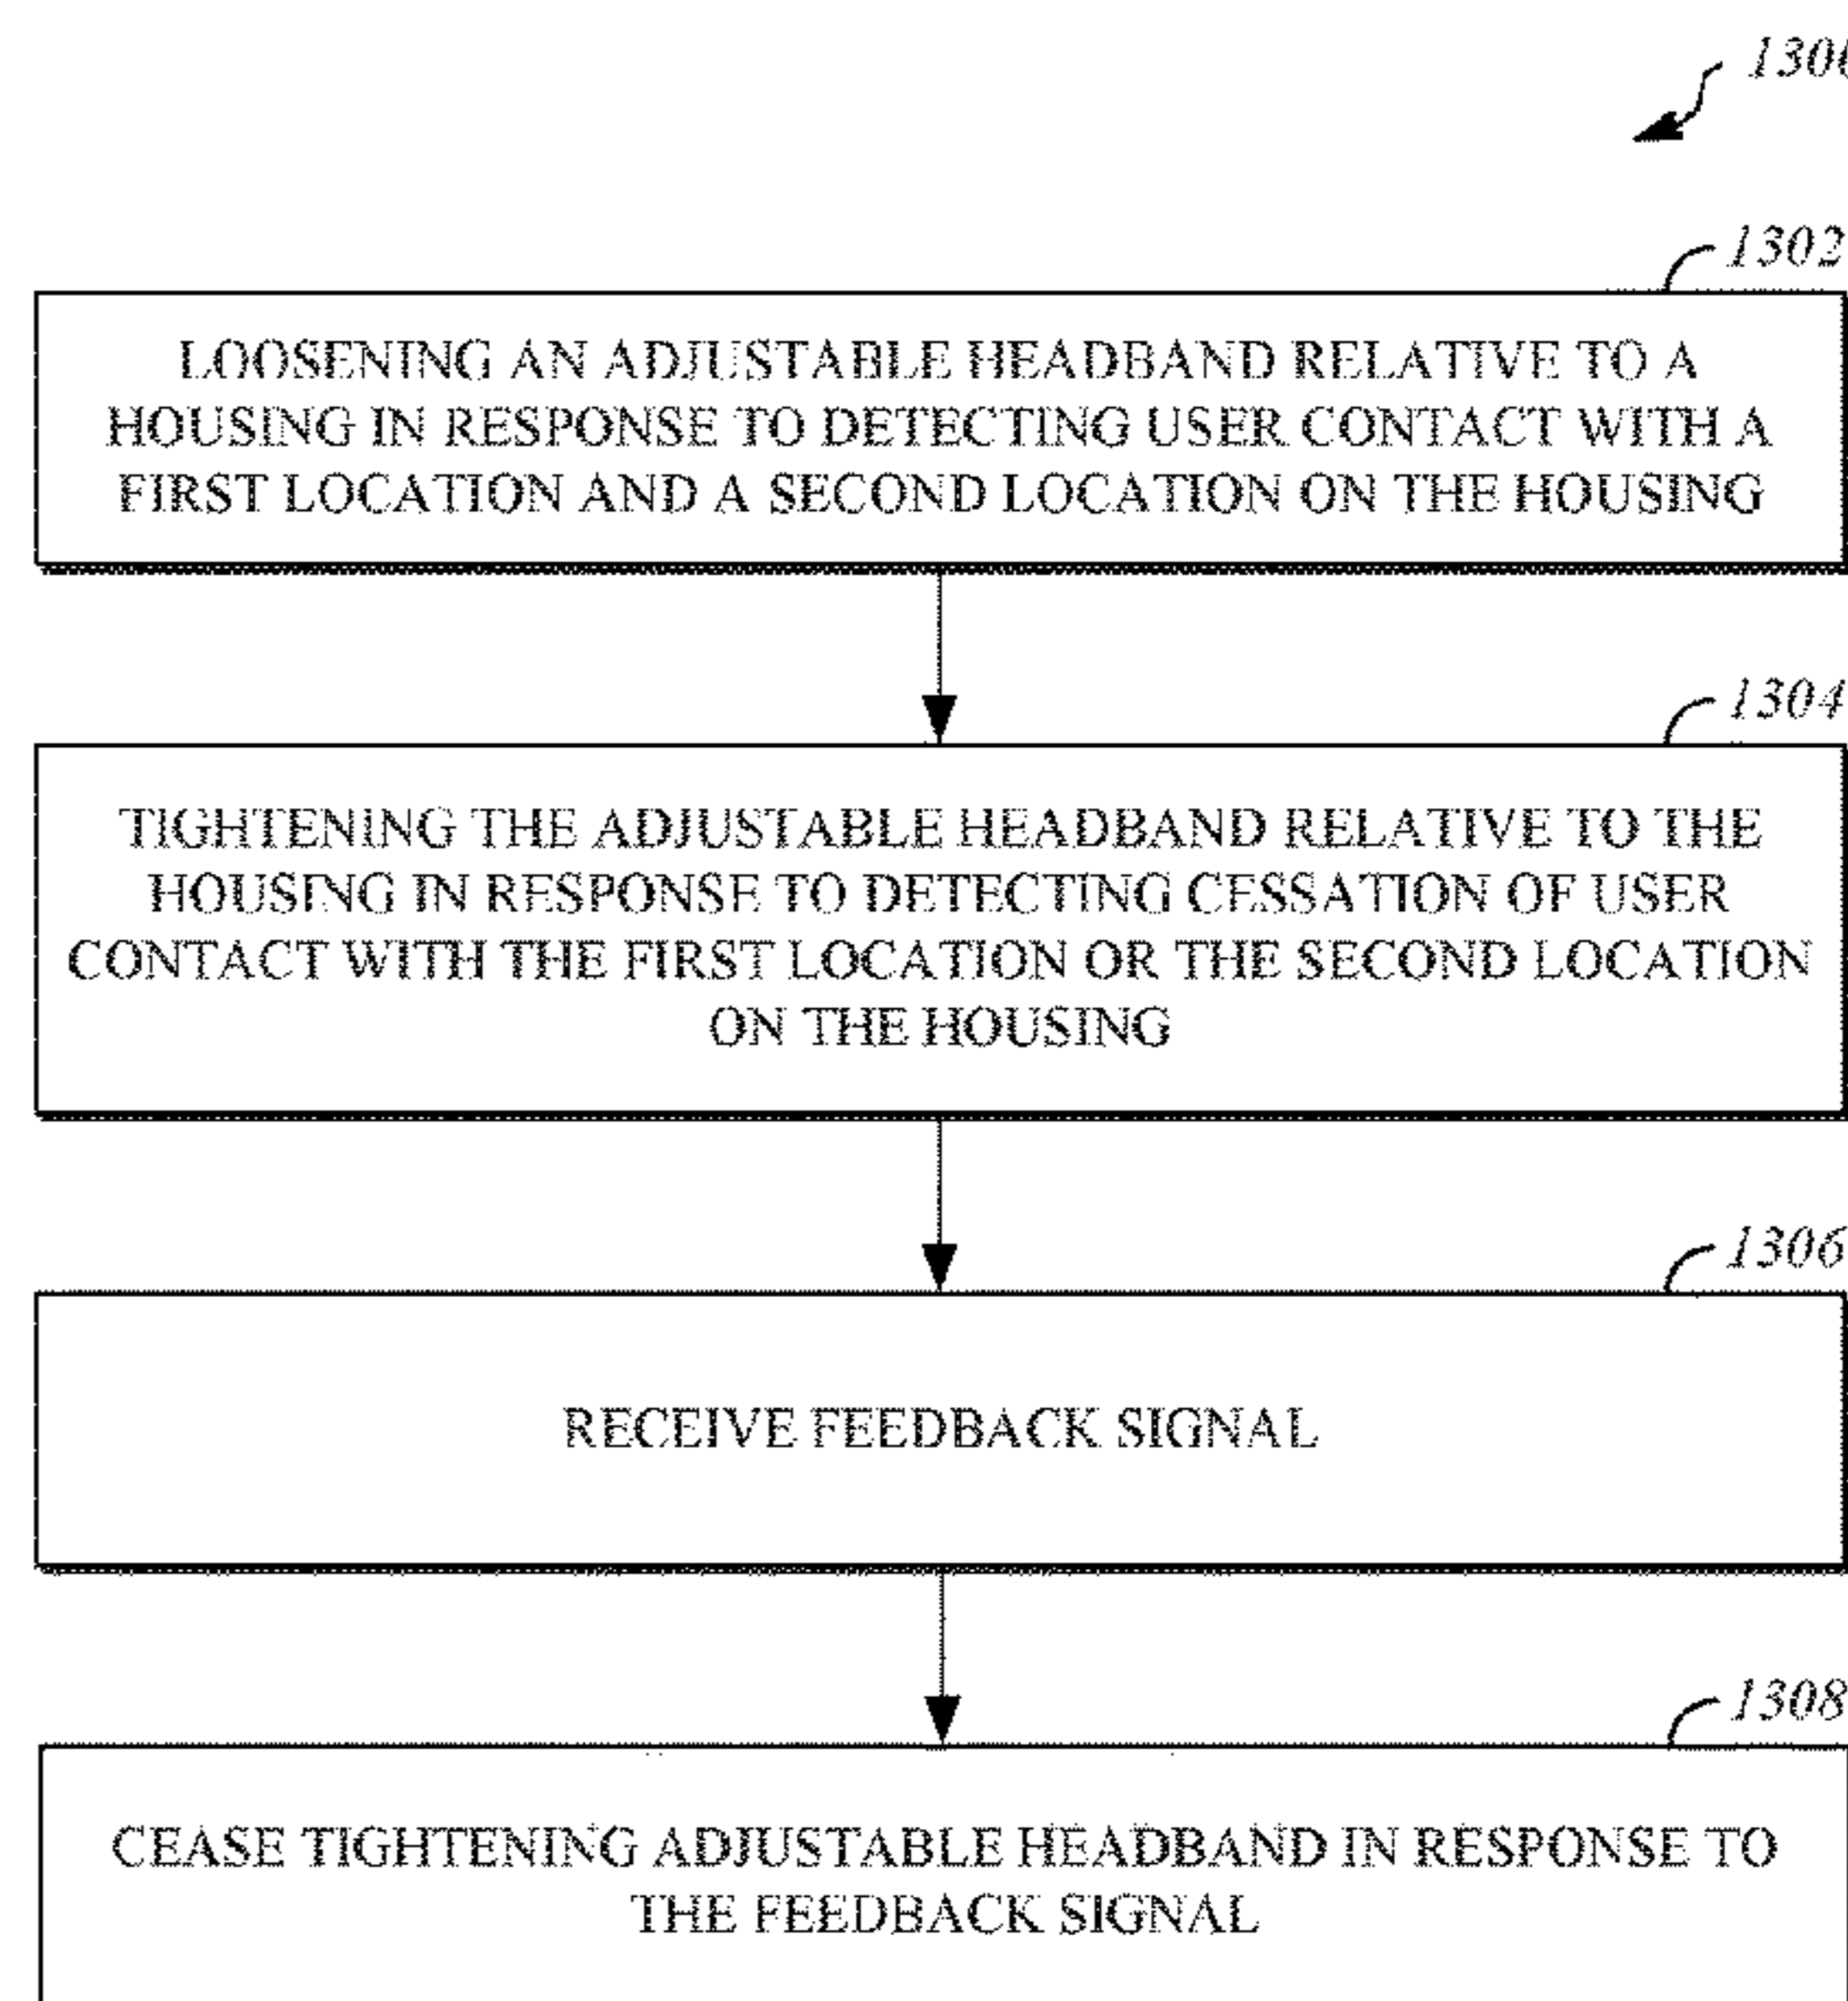 1300
1302
LOOSENING AN ADJUSTABLE HEADBAND RELATIVE TO A
HOUSING IN RESPONSE TO DETECTING USER CONTACT WITH A
FIRST LOCATION AND A SECOND LOCATION ON THE HOUSING
1304
TIGHTENING THE ADJUSTABLE HEADBAND RELATIVE TO THE
HOUSING IN RESPONSE TO DETECTING CESSATION OF USER
CONTACT WITH THE FIRST LOCATION OR THE SECOND LOCATION
ON THE HOUSING
1306
RECEIVE FEEDBACK SIGNAL
1308
CEASE TIGHTENING ADJUSTABLE HEADBAND IN RESPONSE TO
THE FEEDBACK SIGNAL